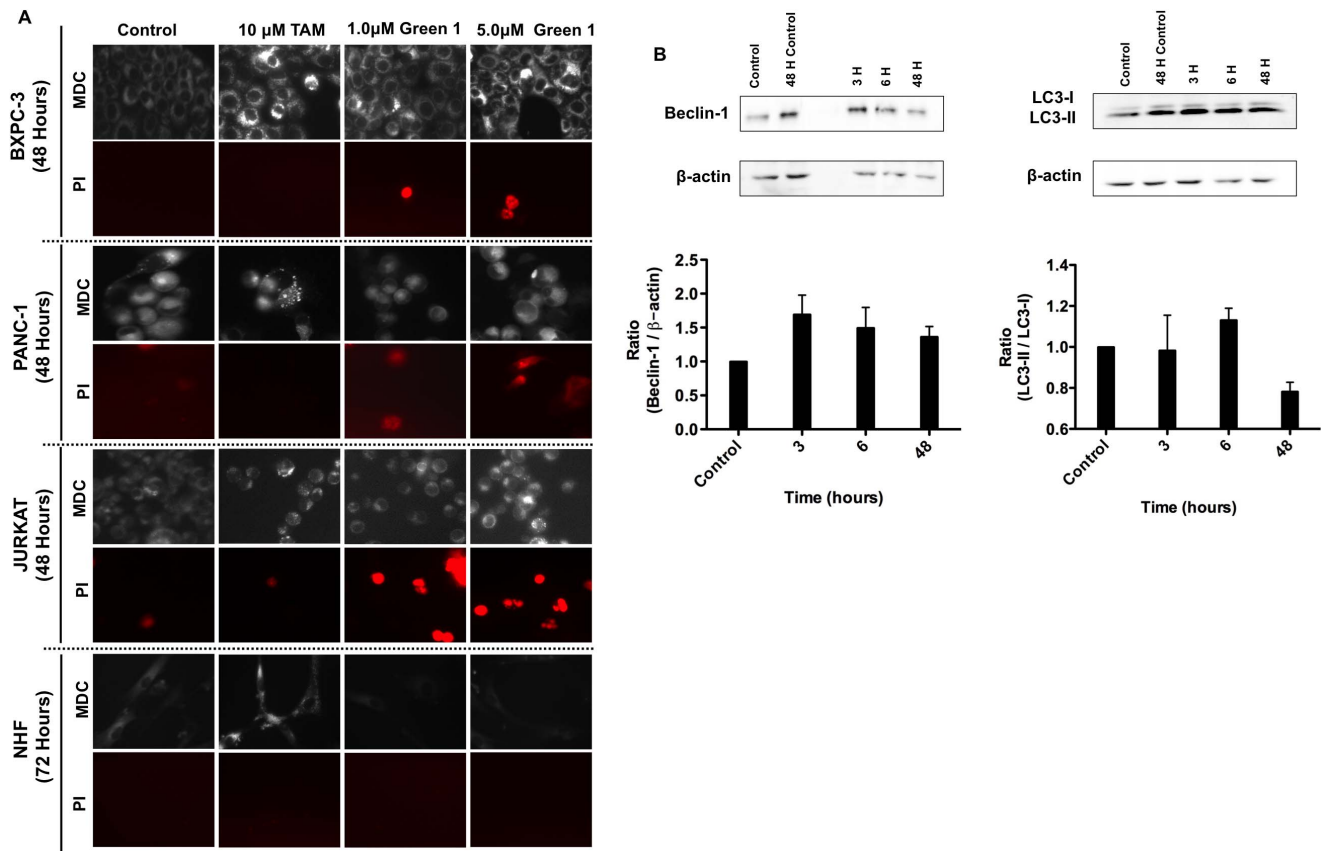 A
Control
10 µM TAM
1.0µM Green 1
5.0µM Green 1
BXPC-3
(48 Hours)
MDC
PI
PANC-1
(48 Hours)
MDC
PI
JURKAT
(48 Hours)
MDC
PI
NHF
(72 Hours)
MDC
PI
B
Control
48 H Control
3 H
6 H
48 H
Beclin-1
β-actin
Control
48 H Control
3 H
6 H
48 H
LC3-I
LC3-II
β-actin
Ratio
(Beclin-1 / β−actin)
2.5
2.0
1.5
1.0
0.5
0.0
Control
3
6
48
Time (hours)
Ratio
(LC3-II / LC3-I)
1.4
1.2
1.0
0.8
0.6
Control
3
6
48
Time (hours)